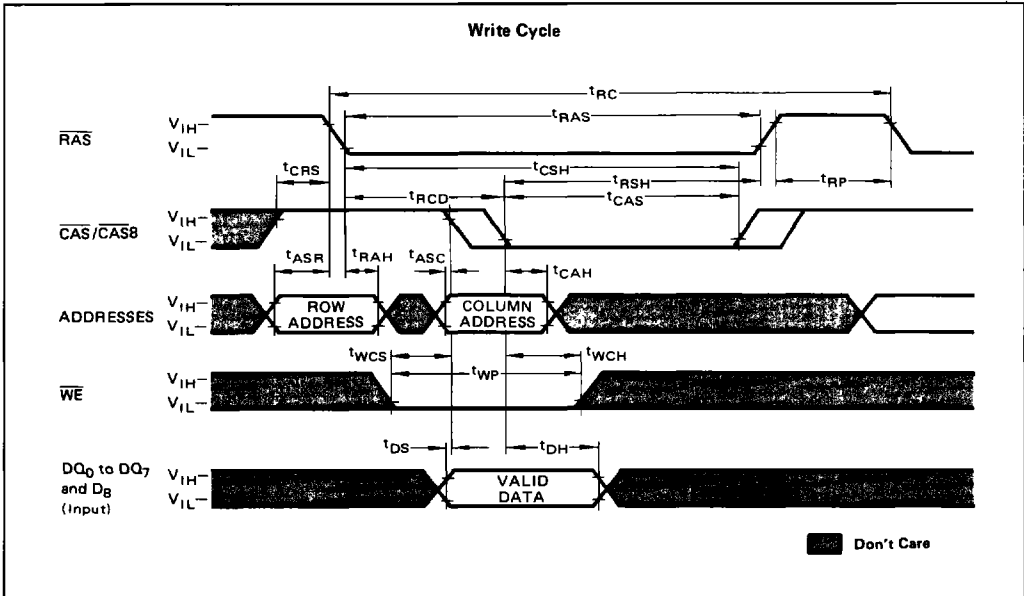 Write Cycle
tRC
RAS
VIH
VIL
tRAS
tCRS
tCSH
tRSH
tRP
tRCD
tCAS
CAS/CAS8
VIH
VIL
tASR
tRAH
tASC
tCAH
ADDRESSES
VIH
VIL
ROW
ADDRESS
COLUMN
ADDRESS
tWCS
tWCH
tWP
WE
VIH
VIL
tDS
tDH
DQ0 to DQ7
and D8
(Input)
VIH
VIL
VALID
DATA
Don't Care